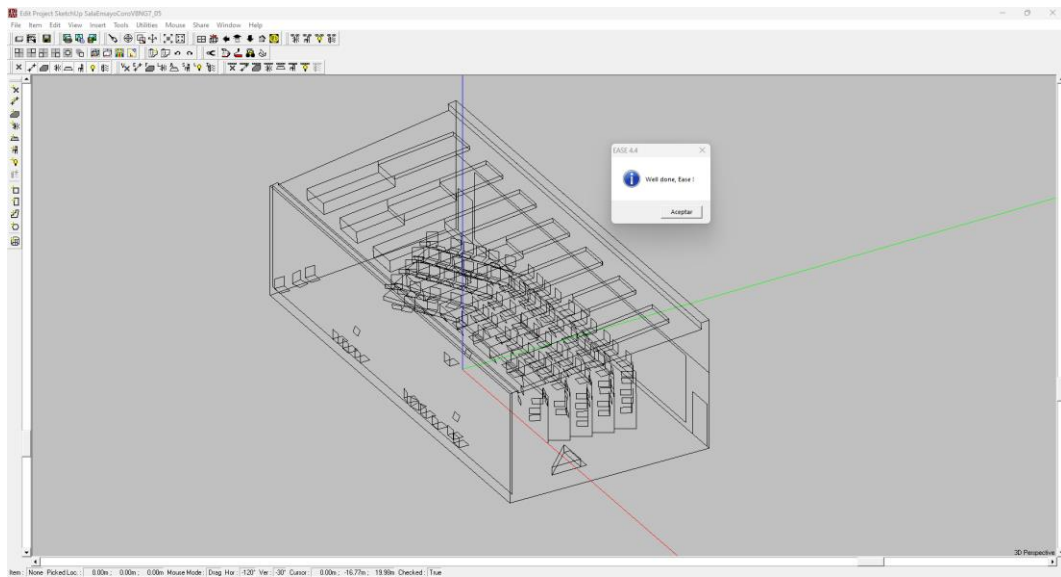 Edit Project SketchUp SalaEnsayoCoroV8ING7_05
File Item Edit View Insert Tools Utilities Mouse Share Window Help
EASE 4.4
Well done, Ease !
Aceptar
3D Perspective
Item : None Picked Loc. : 0.00m ; 0.00m ; 0.00m Mouse Mode : Drag Hor : -120° Ver : -30° Cursor : 0.00m ; -16.77m ; 19.98m Checked : True